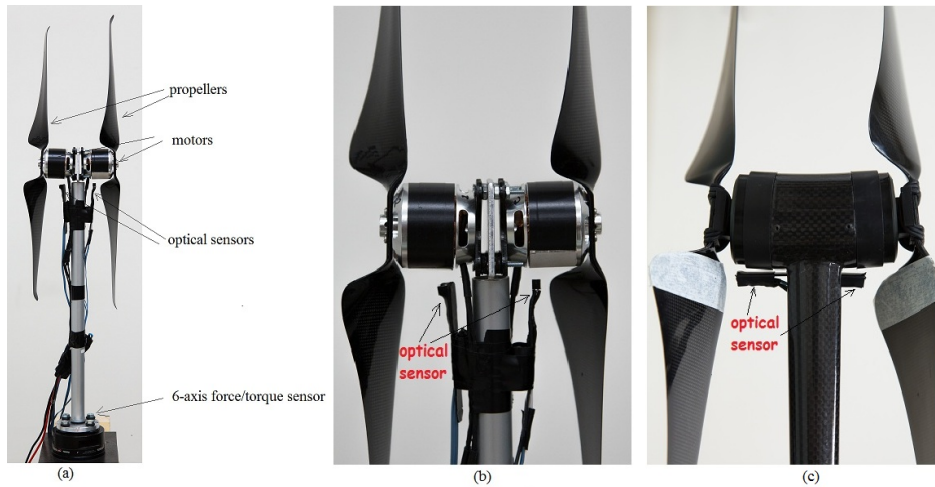 propellers
motors
optical sensors
6-axis force/torque sensor
(a)
optical
sensor
(b)
optical
sensor
(c)